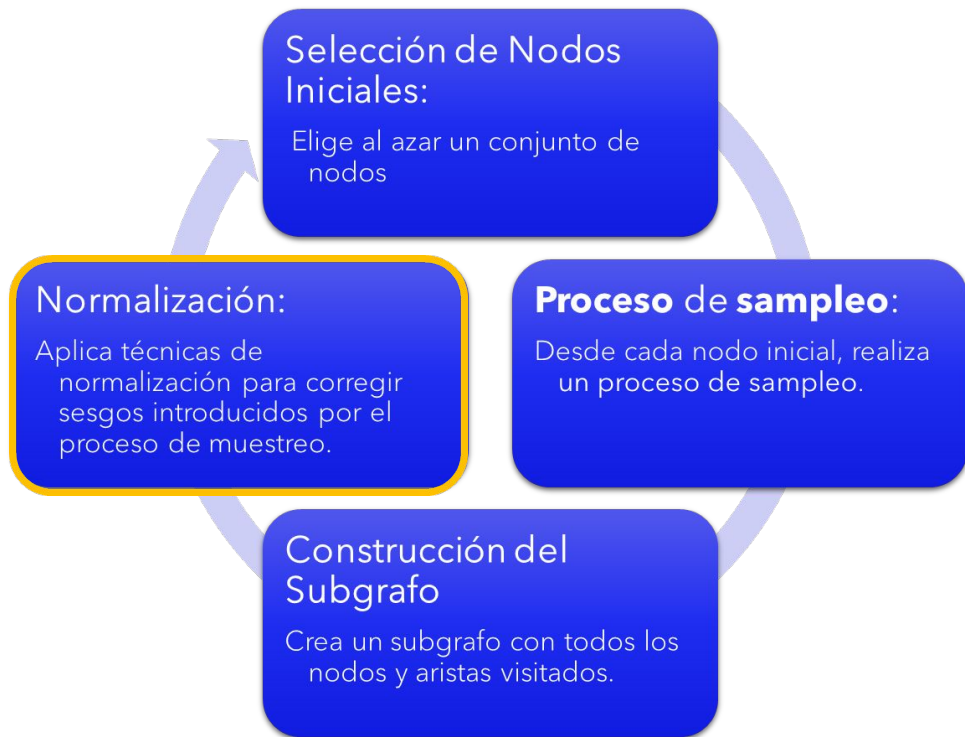 Selección de Nodos
Iniciales:
Elige al azar un conjunto de
nodos
Proceso de sampleo:
Desde cada nodo inicial, realiza
un proceso de sampleo.
Construcción del
Subgrafo
Crea un subgrafo con todos los
nodos y aristas visitados.
Normalización:
Aplica técnicas de
normalización para corregir
sesgos introducidos por el
proceso de muestreo.